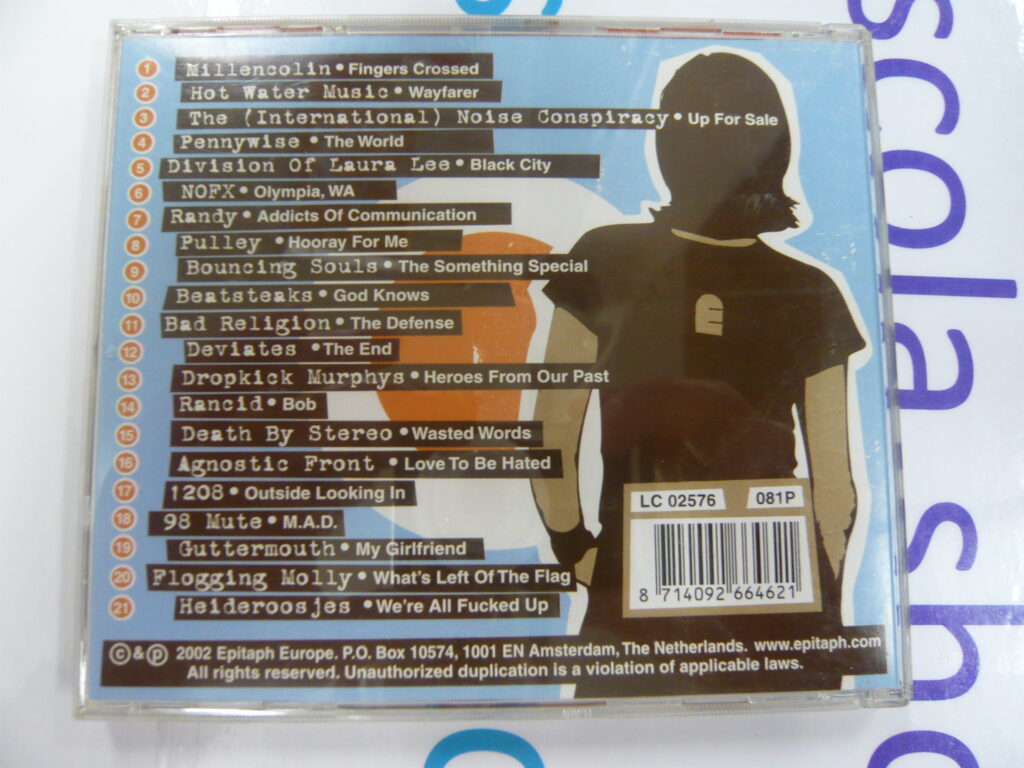 1 Millencolin • Fingers Crossed
2 Hot Water Music • Wayfarer
3 The (International) Noise Conspiracy • Up For Sale
4 Pennywise • The World
5 Division Of Laura Lee • Black City
6 NOFX • Olympia, WA
7 Randy • Addicts Of Communication
8 Pulley • Hooray For Me
9 Bouncing Souls • The Something Special
10 Beatsteaks • God Knows
11 Bad Religion • The Defense
12 Deviates • The End
13 Dropkick Murphys • Heroes From Our Past
14 Rancid • Bob
15 Death By Stereo • Wasted Words
16 Agnostic Front • Love To Be Hated
17 1208 • Outside Looking In
18 98 Mute • M.A.D.
19 Guttermouth • My Girlfriend
20 Flogging Molly • What's Left Of The Flag
21 Heideroosjes • We're All Fucked Up
LC 02576 081P
8 714092 664621
© & ℗ 2002 Epitaph Europe. P.O. Box 10574, 1001 EN Amsterdam, The Netherlands. www.epitaph.com
All rights reserved. Unauthorized duplication is a violation of applicable laws.
scola sho